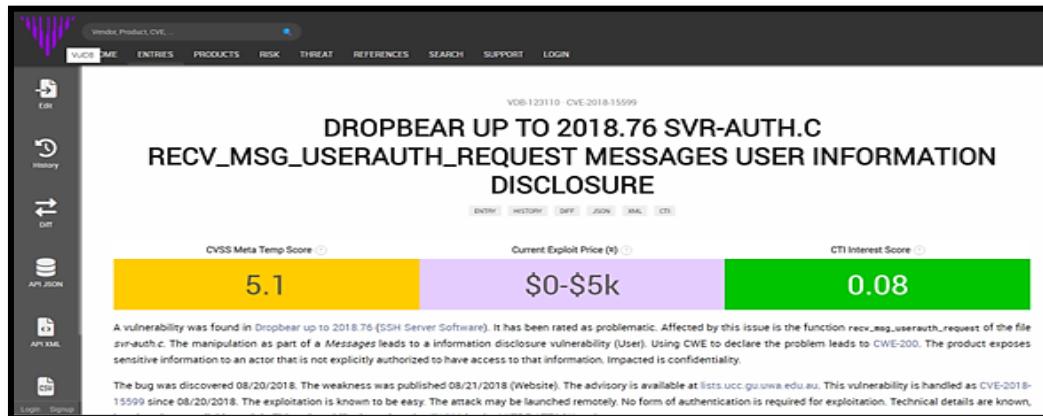 Vendor, Product, CVE, ...
VulDB
OME ENTRIES PRODUCTS RISK THREAT REFERENCES SEARCH SUPPORT LOGIN
Edit
History
Diff
API JSON
API XML
CSV
Login Signup
VDB-123110 · CVE-2018-15599
DROPBEAR UP TO 2018.76 SVR-AUTH.C
RECV_MSG_USERAUTH_REQUEST MESSAGES USER INFORMATION
DISCLOSURE
ENTRY HISTORY DIFF JSON XML CTI
CVSS Meta Temp Score ? Current Exploit Price (≈) ? CTI Interest Score ?
5.1 $0-$5k 0.08
A vulnerability was found in Dropbear up to 2018.76 (SSH Server Software). It has been rated as problematic. Affected by this issue is the function recv_msg_userauth_request of the file
svr-auth.c. The manipulation as part of a Messages leads to a information disclosure vulnerability (User). Using CWE to declare the problem leads to CWE-200. The product exposes
sensitive information to an actor that is not explicitly authorized to have access to that information. Impacted is confidentiality.
The bug was discovered 08/20/2018. The weakness was published 08/21/2018 (Website). The advisory is available at lists.ucc.gu.uwa.edu.au. This vulnerability is handled as CVE-2018-
15599 since 08/20/2018. The exploitation is known to be easy. The attack may be launched remotely. No form of authentication is required for exploitation. Technical details are known,